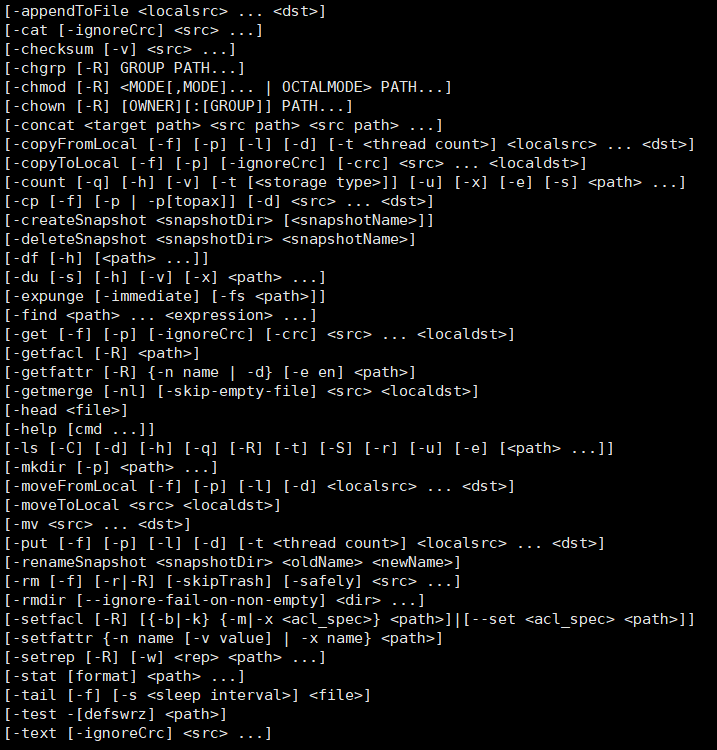 [-appendToFile <localsrc> ... <dst>]
[-cat [-ignoreCrc] <src> ...]
[-checksum [-v] <src> ...]
[-chgrp [-R] GROUP PATH...]
[-chmod [-R] <MODE[,MODE]... | OCTALMODE> PATH...]
[-chown [-R] [OWNER][:[GROUP]] PATH...]
[-concat <target path> <src path> <src path> ...]
[-copyFromLocal [-f] [-p] [-l] [-d] [-t <thread count>] <localsrc> ... <dst>]
[-copyToLocal [-f] [-p] [-ignoreCrc] [-crc] <src> ... <localdst>]
[-count [-q] [-h] [-v] [-t [<storage type>]] [-u] [-x] [-e] [-s] <path> ...]
[-cp [-f] [-p | -p[topax]] [-d] <src> ... <dst>]
[-createSnapshot <snapshotDir> [<snapshotName>]]
[-deleteSnapshot <snapshotDir> <snapshotName>]
[-df [-h] [<path> ...]]
[-du [-s] [-h] [-v] [-x] <path> ...]
[-expunge [-immediate] [-fs <path>]]
[-find <path> ... <expression> ...]
[-get [-f] [-p] [-ignoreCrc] [-crc] <src> ... <localdst>]
[-getfacl [-R] <path>]
[-getfattr [-R] {-n name | -d} [-e en] <path>]
[-getmerge [-nl] [-skip-empty-file] <src> <localdst>]
[-head <file>]
[-help [cmd ...]]
[-ls [-C] [-d] [-h] [-q] [-R] [-t] [-S] [-r] [-u] [-e] [<path> ...]]
[-mkdir [-p] <path> ...]
[-moveFromLocal [-f] [-p] [-l] [-d] <localsrc> ... <dst>]
[-moveToLocal <src> <localdst>]
[-mv <src> ... <dst>]
[-put [-f] [-p] [-l] [-d] [-t <thread count>] <localsrc> ... <dst>]
[-renameSnapshot <snapshotDir> <oldName> <newName>]
[-rm [-f] [-r|-R] [-skipTrash] [-safely] <src> ...]
[-rmdir [--ignore-fail-on-non-empty] <dir> ...]
[-setfacl [-R] [{-b|-k} {-m|-x <acl_spec>} <path>]|[--set <acl_spec> <path>]]
[-setfattr {-n name [-v value] | -x name} <path>]
[-setrep [-R] [-w] <rep> <path> ...]
[-stat [format] <path> ...]
[-tail [-f] [-s <sleep interval>] <file>]
[-test -[defswrz] <path>]
[-text [-ignoreCrc] <src> ...]